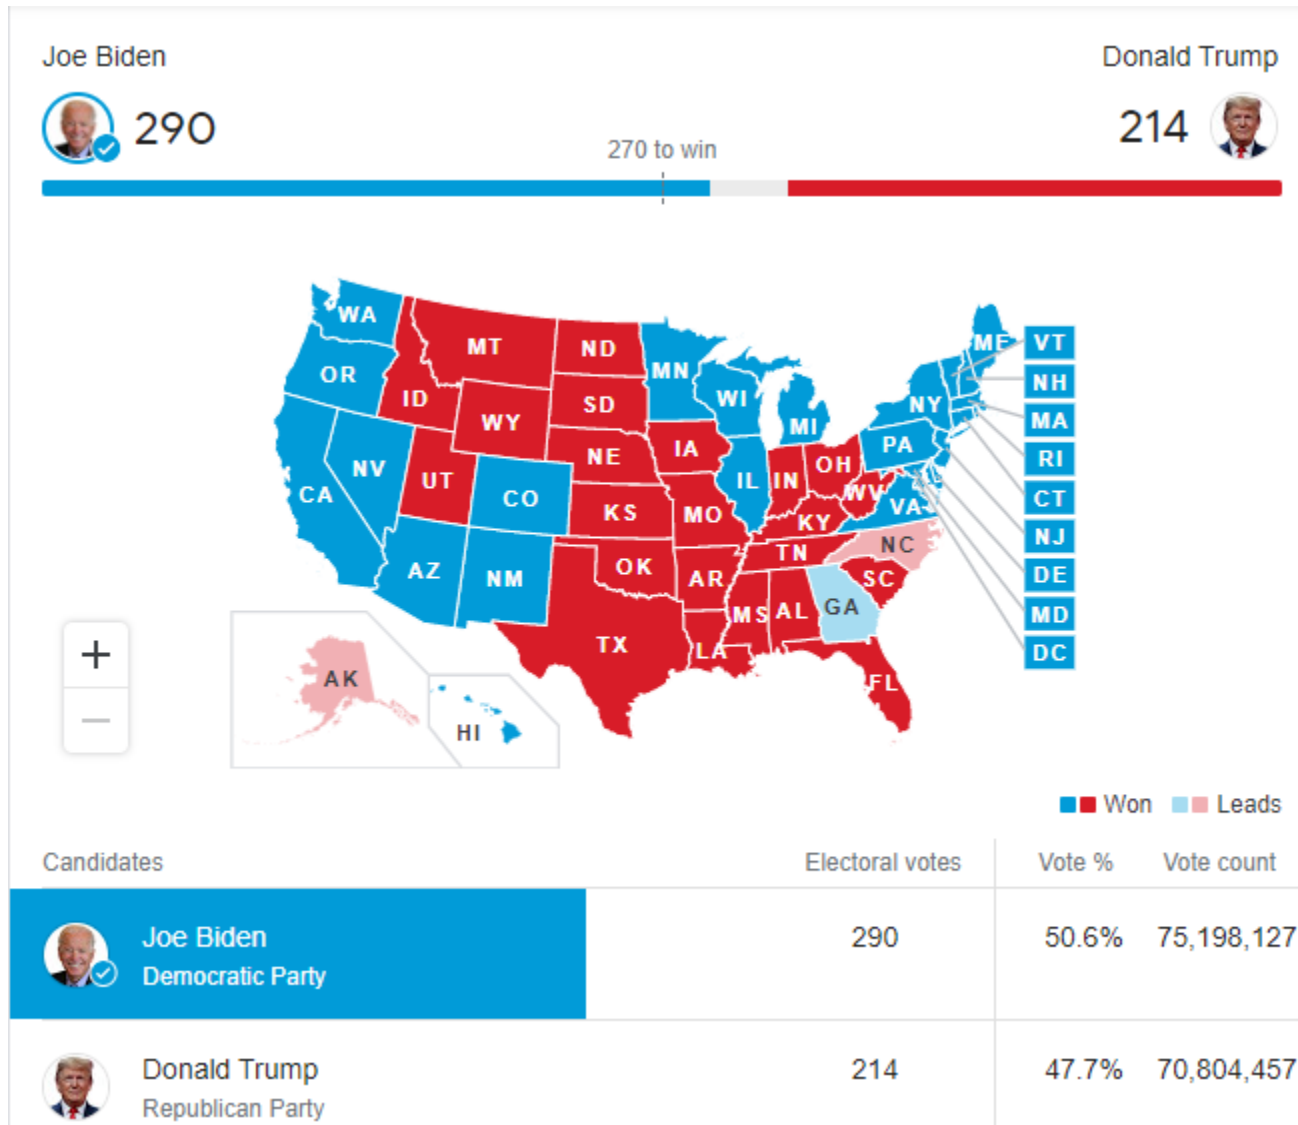 Joe Biden
Donald Trump
290
214
270 to win
WA
MT
ND
MN
ME
VT
OR
ID
SD
WI
NH
WY
MI
NY
MA
NE
IA
PA
RI
NV
UT
CO
IL
IN
OH
WV
VA
CT
CA
KS
MO
KY
NJ
AZ
NM
OK
AR
TN
NC
DE
TX
LA
MS
AL
GA
SC
MD
FL
DC
+
AK
HI
−
Won
Leads
Candidates
Electoral votes
Vote %
Vote count
Joe Biden
290
50.6%
75,198,127
Democratic Party
Donald Trump
214
47.7%
70,804,457
Republican Party